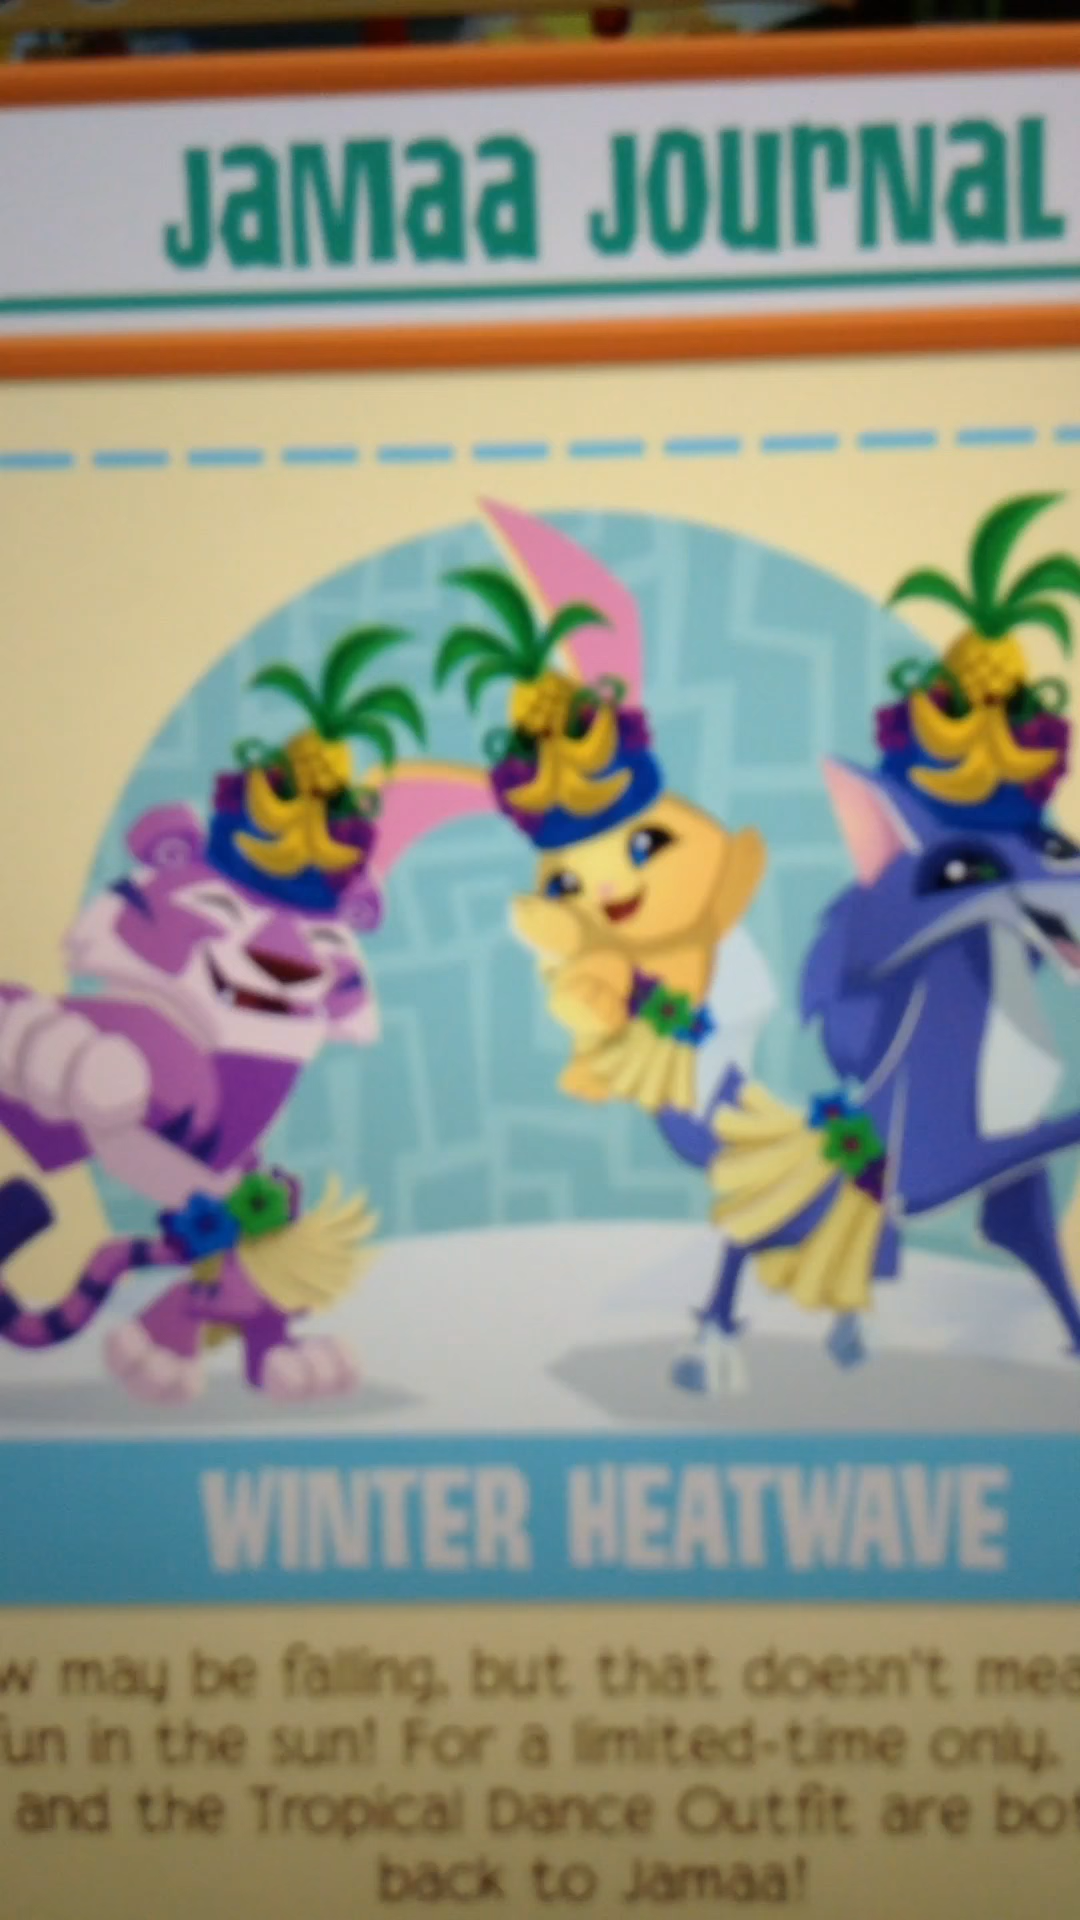 Jamaa Journal
WINTER HEATWAVE
may be falling, but that doesn't
in the sun! For a limited-time only,
and the Tropical Dance Outfit are
back to Jamaa!